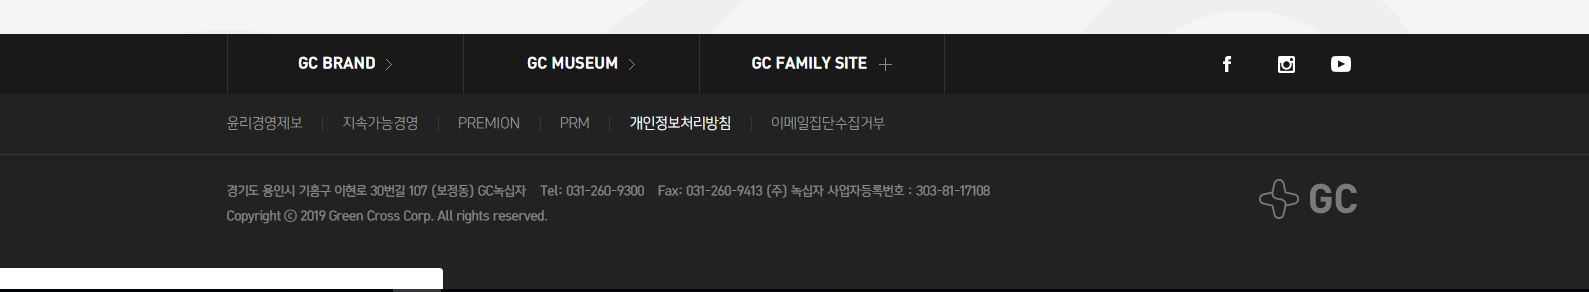 GC BRAND GC MUSEUM GC FAMILY SITE
윤리경영제보 지속가능경영 PREMION PRM 개인정보처리방침 이메일집단수집거부
경기도 용인시 기흥구 이현로 30번길 107 (보정동) GC녹십자 Tel: 031-260-9300 Fax: 031-260-9413 (주) 녹십자 사업자등록번호 : 303-81-17108
Copyright ⓒ 2019 Green Cross Corp. All rights reserved.
GC